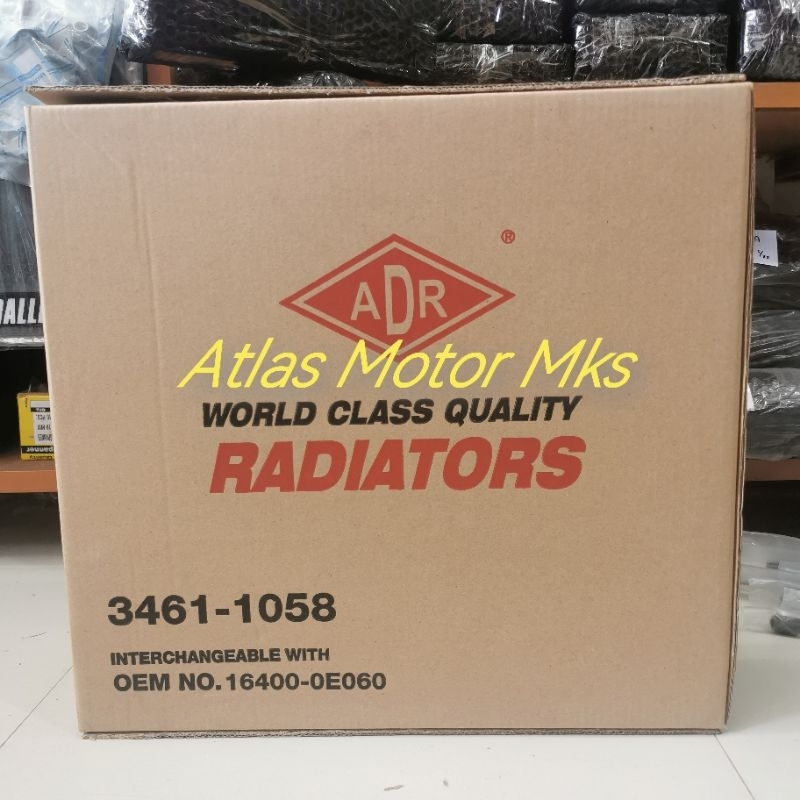 ®
ADR
Atlas Motor Mks
WORLD CLASS QUALITY
RADIATORS
3461-1058
INTERCHANGEABLE WITH
OEM NO. 16400-0E060